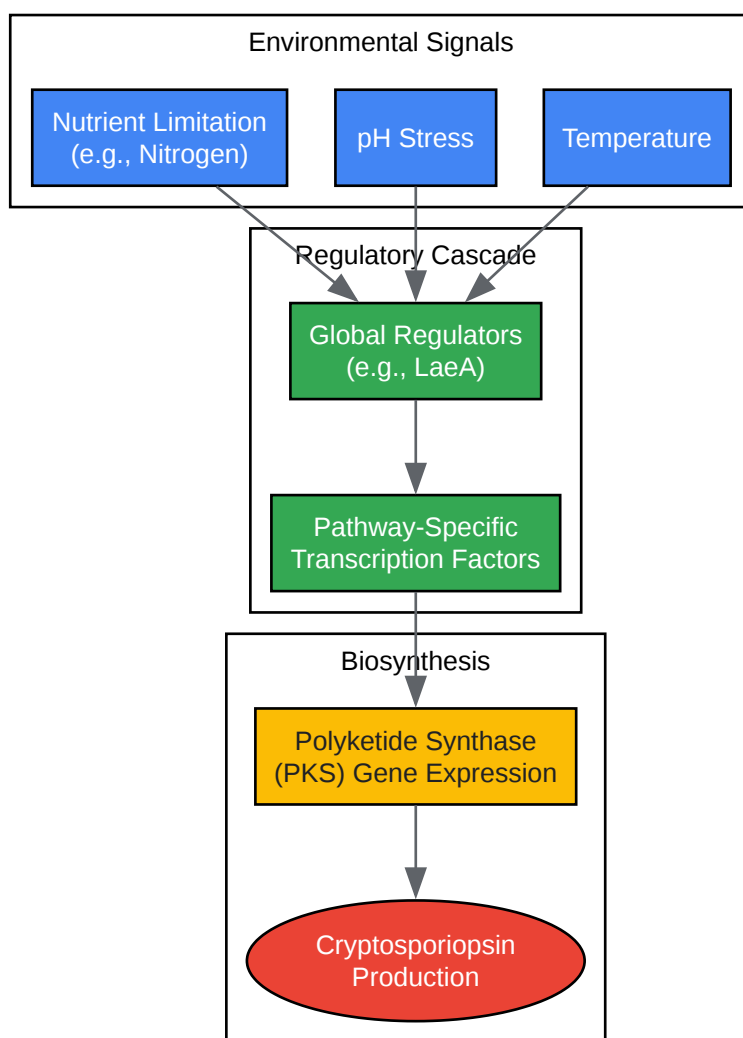 Environmental Signals
Nutrient Limitation
(e.g., Nitrogen)
pH Stress
Temperature
Regulatory Cascade
Global Regulators
(e.g., LaeA)
Pathway-Specific
Transcription Factors
Biosynthesis
Polyketide Synthase
(PKS) Gene Expression
Cryptosporiopsin
Production